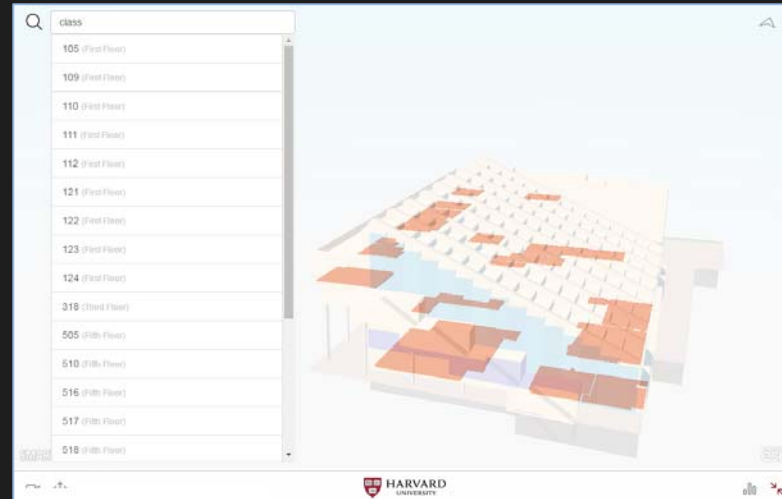 class
105 (First Floor)
109 (First Floor)
110 (First Floor)
111 (First Floor)
112 (First Floor)
121 (First Floor)
122 (First Floor)
123 (First Floor)
124 (First Floor)
318 (Third Floor)
505 (Fifth Floor)
510 (Fifth Floor)
516 (Fifth Floor)
517 (Fifth Floor)
518 (Fifth Floor)
HARVARD
UNIVERSITY